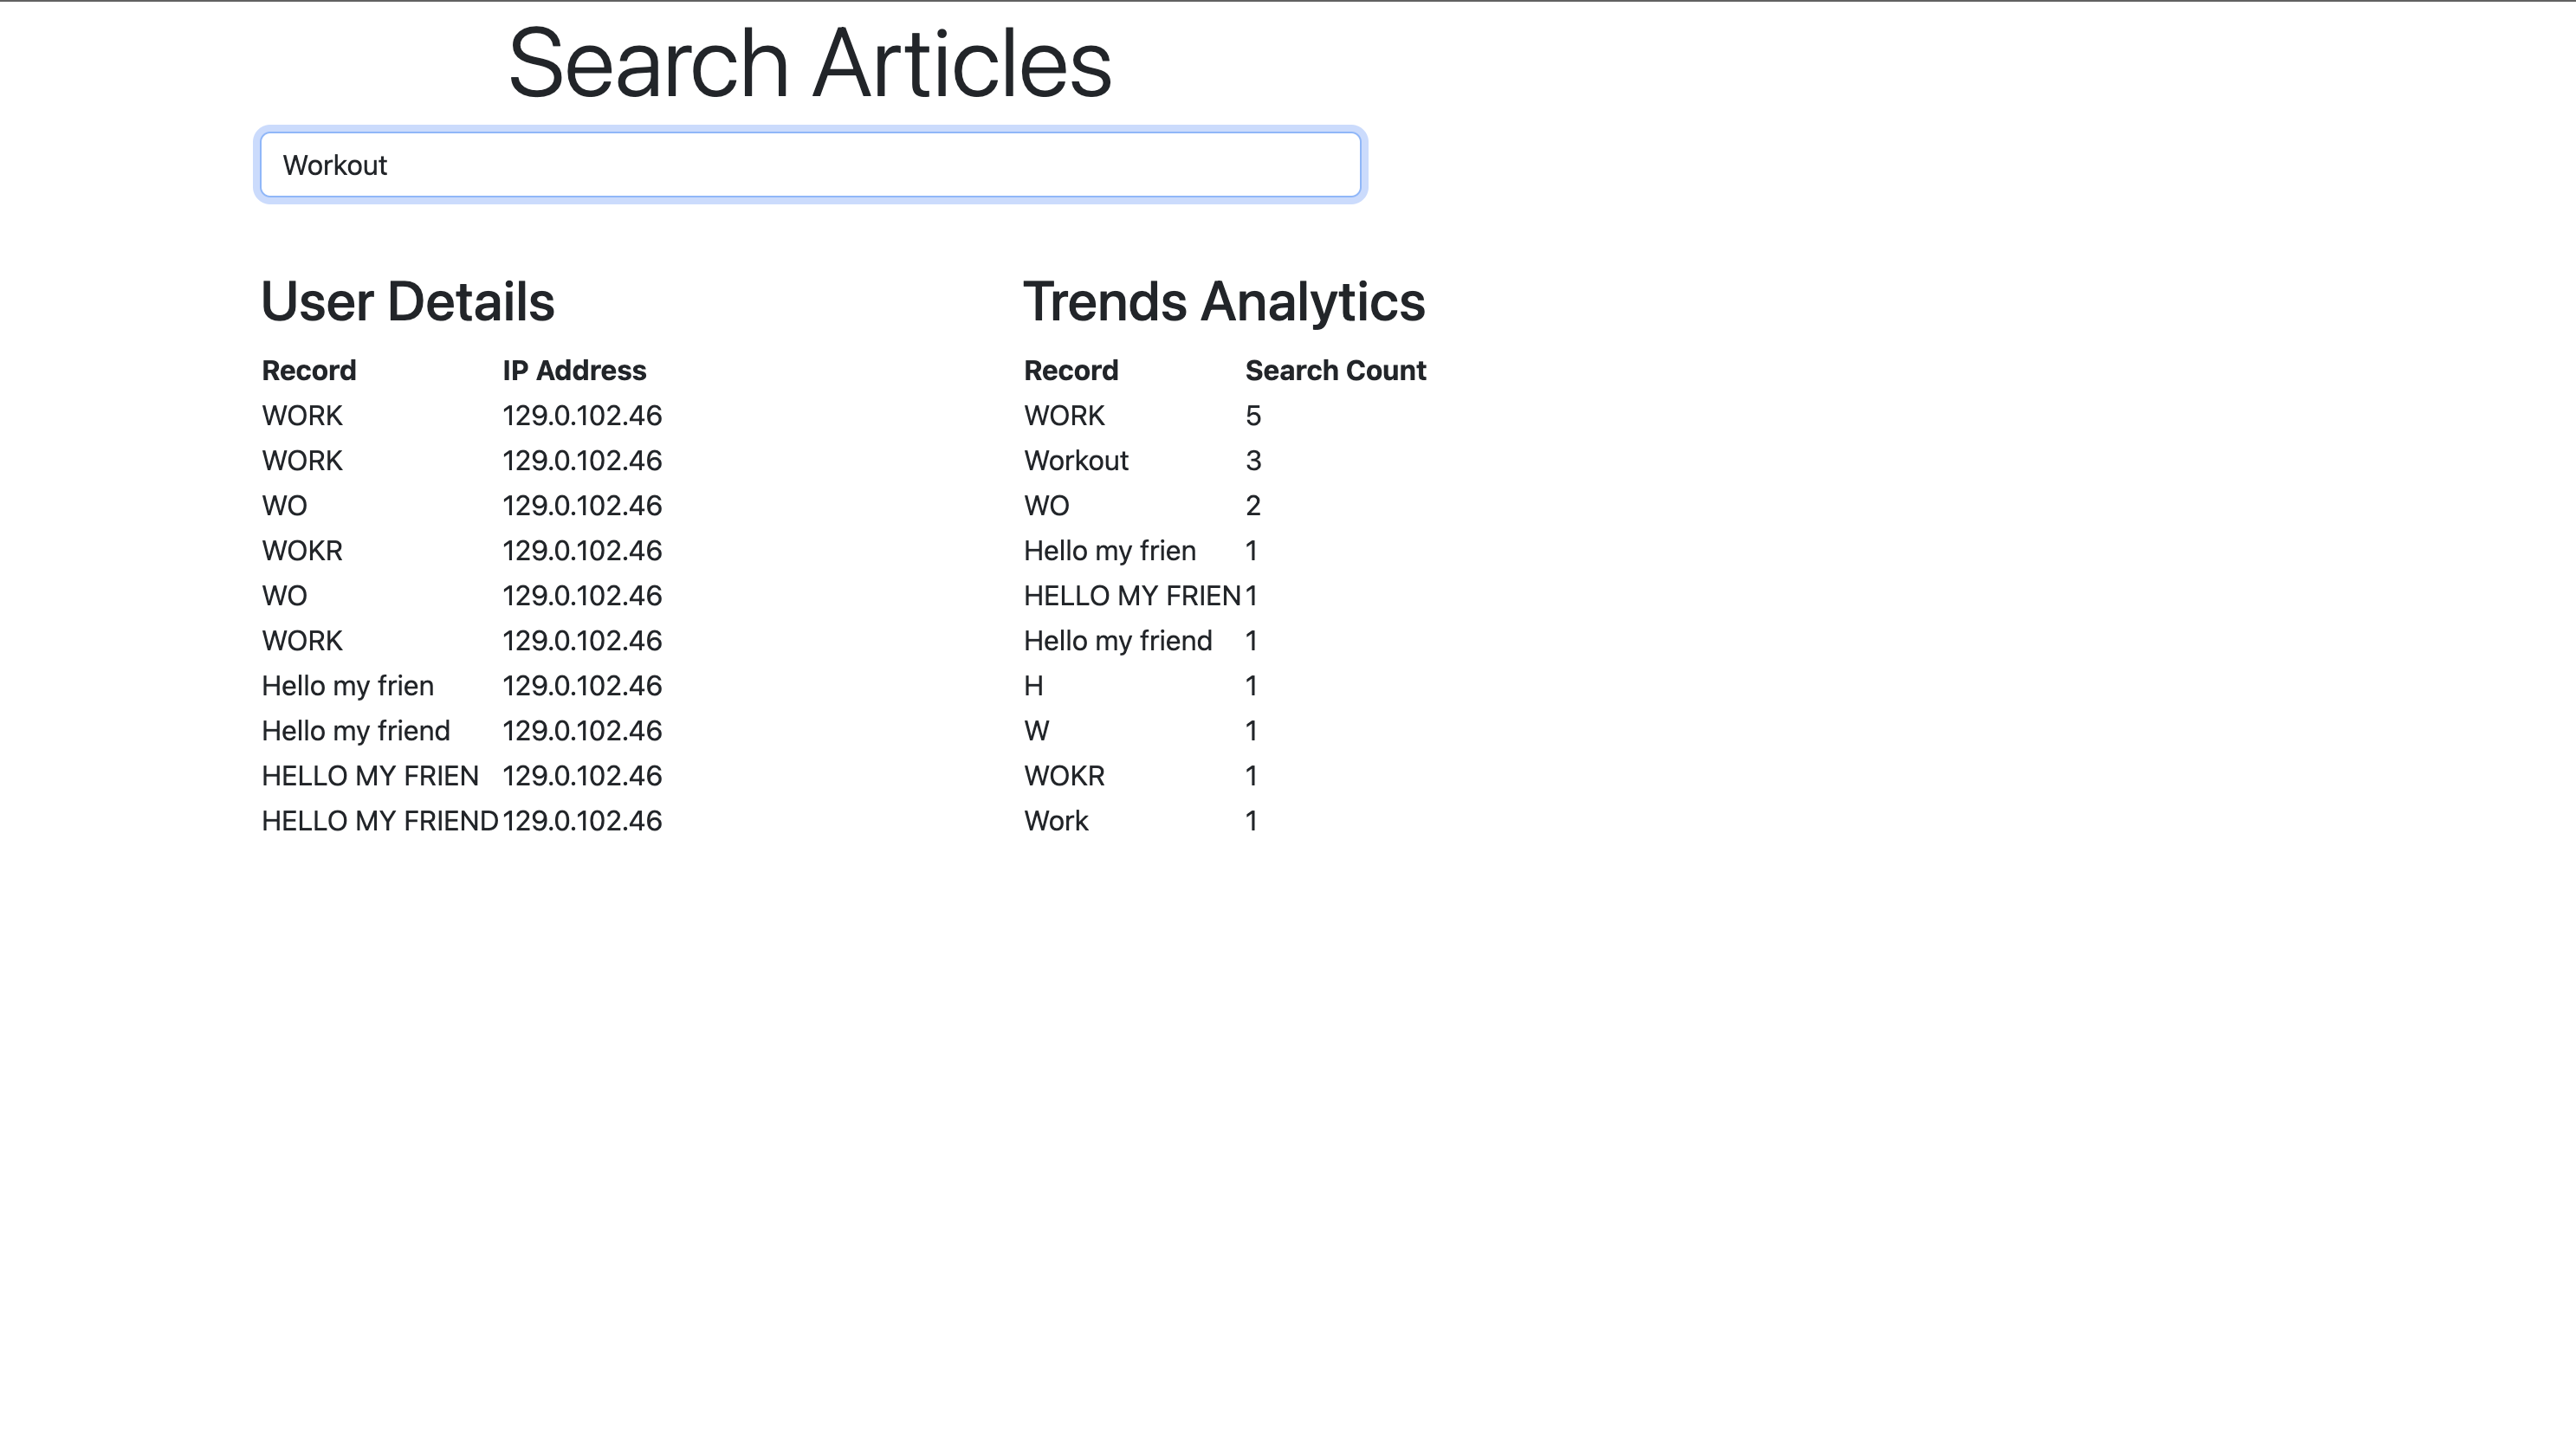 Search Articles
Workout
User Details
Record IP Address
WORK 129.0.102.46
WORK 129.0.102.46
WO 129.0.102.46
WOKR 129.0.102.46
WO 129.0.102.46
WORK 129.0.102.46
Hello my frien 129.0.102.46
Hello my friend 129.0.102.46
HELLO MY FRIEN 129.0.102.46
HELLO MY FRIEND 129.0.102.46
Trends Analytics
Record Search Count
WORK 5
Workout 3
WO 2
Hello my frien 1
HELLO MY FRIEN 1
Hello my friend 1
H 1
W 1
WOKR 1
Work 1